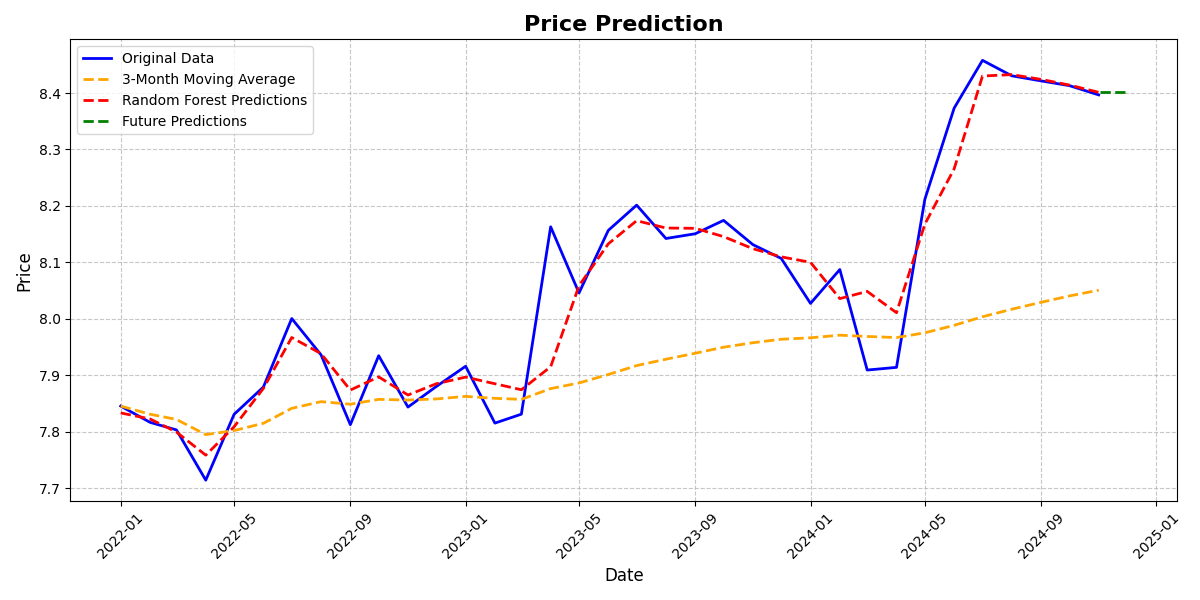 Price Prediction
Original Data
3-Month Moving Average
Random Forest Predictions
Future Predictions
Price
8.4
8.3
8.2
8.1
8.0
7.9
7.8
7.7
2022-01
2022-05
2022-09
2023-01
2023-05
2023-09
2024-01
2024-05
2024-09
2025-01
Date